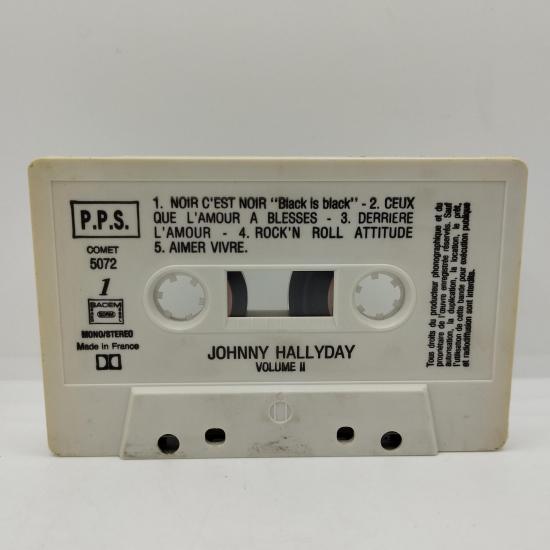 P.P.S.
COMET
5072
1
SACEM
MONO/STEREO
Made in France
1. NOIR C'EST NOIR "Black is black" - 2. CEUX
QUE L'AMOUR A BLESSES - 3. DERRIERE
L'AMOUR - 4. ROCK'N ROLL ATTITUDE
5. AIMER VIVRE.
JOHNNY HALLYDAY
VOLUME II
Tous droits du producteur phonographique et du
propriétaire de l'œuvre enregistrée réservés. Sauf
autorisation, la duplication, la location, le prêt,
l'utilisation de cette bande pour exécution publique
et radiodiffusion sont interdits.